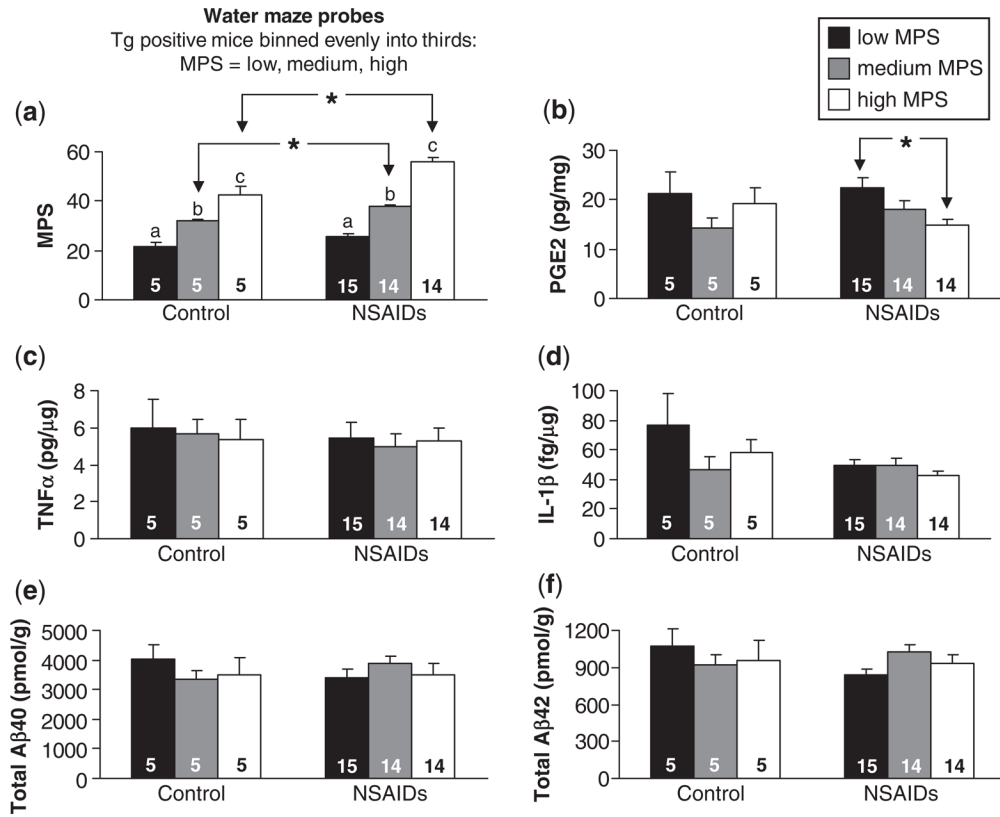 Water maze probes
Tg positive mice binned evenly into thirds:
MPS = low, medium, high
low MPS
medium MPS
high MPS
(a)
*
*
60
40
20
0
MPS
a
b
c
a
b
c
5
5
5
15
14
14
Control
NSAIDs
(b)
*
30
20
10
0
PGE2 (pg/mg)
5
5
5
15
14
14
Control
NSAIDs
(c)
8
6
4
2
0
TNFα (pg/μg)
5
5
5
15
14
14
Control
NSAIDs
(d)
100
80
60
40
20
0
IL-1β (fg/μg)
5
5
5
15
14
14
Control
NSAIDs
(e)
5000
4000
3000
2000
1000
0
Total Aβ40 (pmol/g)
5
5
5
15
14
14
Control
NSAIDs
(f)
1200
900
600
300
0
Total Aβ42 (pmol/g)
5
5
5
15
14
14
Control
NSAIDs